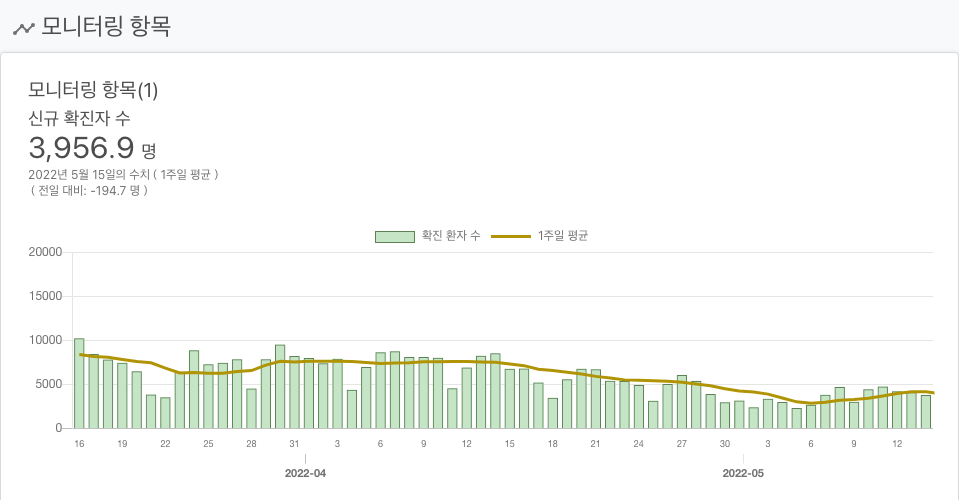 모니터링 항목
모니터링 항목(1)
신규 확진자 수
3,956.9 명
2022년 5월 15일의 수치 ( 1주일 평균 )
( 전일 대비: -194.7 명 )
확진 환자 수 1주일 평균
20000
15000
10000
5000
0
16 19 22 25 28 31 3 6 9 12 15 18 21 24 27 30 3 6 9 12
2022-04 2022-05